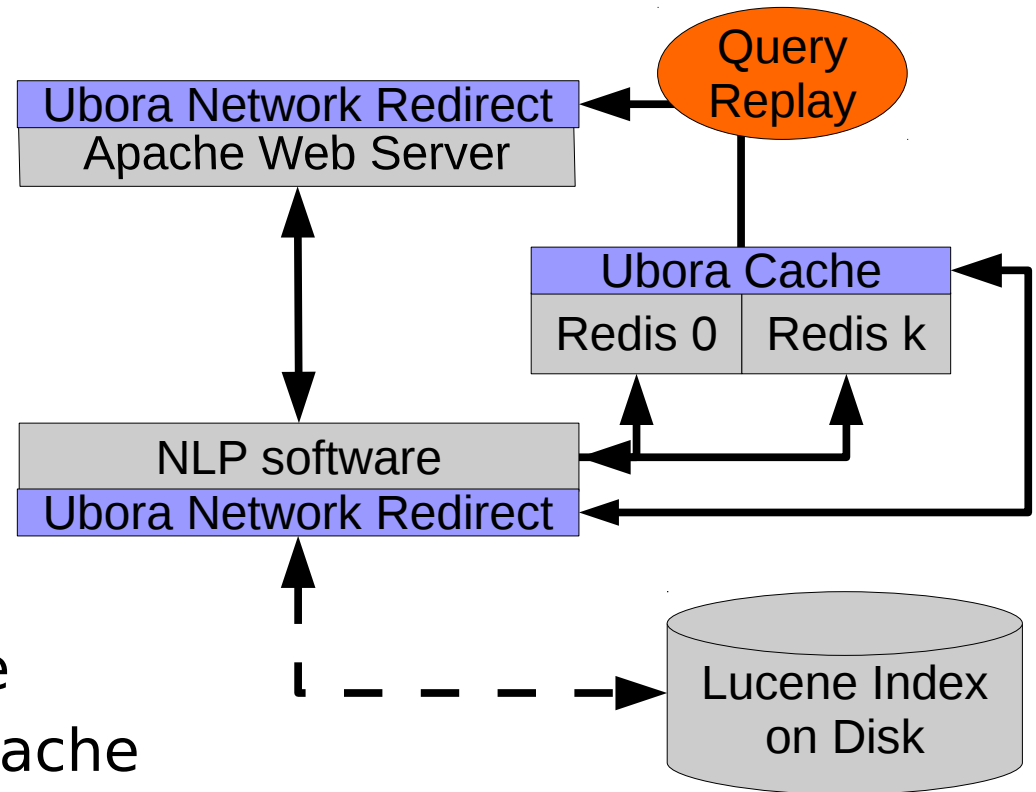 Query
Replay
Ubora Network Redirect
Apache Web Server
Ubora Cache
Redis 0
Redis k
NLP software
Ubora Network Redirect
Lucene Index
on Disk
e
ache